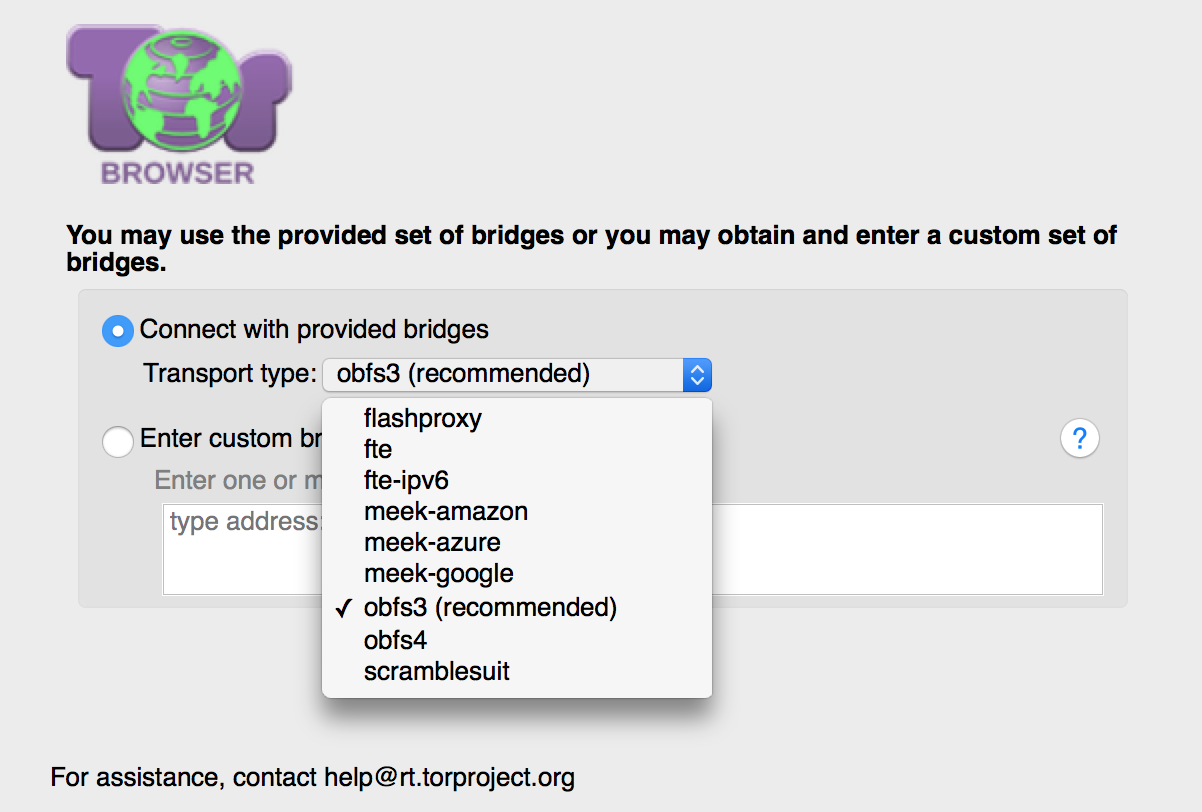 Tor
BROWSER
You may use the provided set of bridges or you may obtain and enter a custom set of
bridges.
Connect with provided bridges
Transport type: obfs3 (recommended)
flashproxy
fte
fte-ipv6
meek-amazon
meek-azure
meek-google
✓ obfs3 (recommended)
obfs4
scramblesuit
Enter custom br
?
Enter one or m
type address:
For assistance, contact help@rt.torproject.org